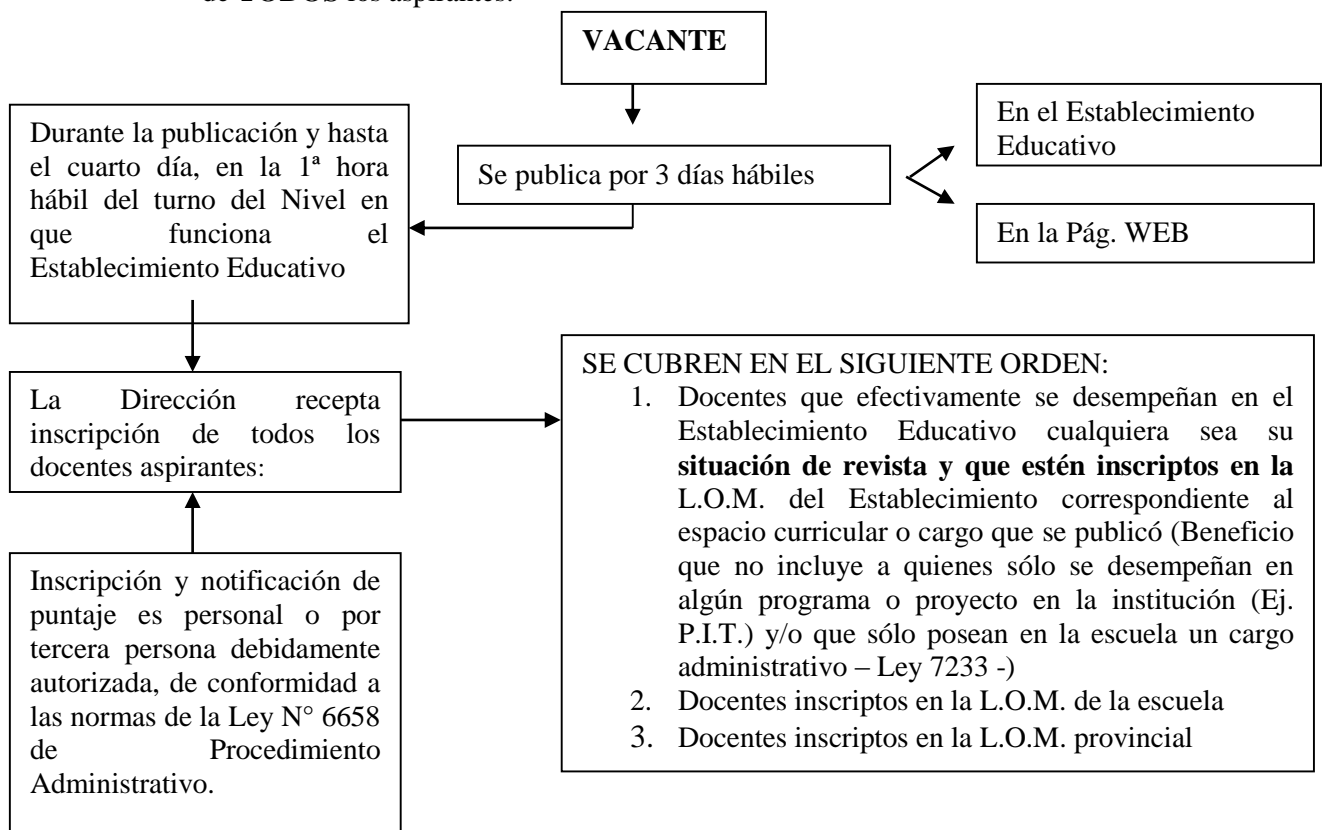 de TODOS los aspirantes.
VACANTE
Se publica por 3 días hábiles
En el Establecimiento
Educativo
En la Pág. WEB
Durante la publicación y hasta
el cuarto día, en la 1ª hora
hábil del turno del Nivel en
que funciona el
Establecimiento Educativo
La Dirección recepta
inscripción de todos los
docentes aspirantes:
Inscripción y notificación de
puntaje es personal o por
tercera persona debidamente
autorizada, de conformidad a
las normas de la Ley N° 6658
de Procedimiento
Administrativo.
SE CUBREN EN EL SIGUIENTE ORDEN:
1. Docentes que efectivamente se desempeñan en el
Establecimiento Educativo cualquiera sea su
situación de revista y que estén inscriptos en la
L.O.M. del Establecimiento correspondiente al
espacio curricular o cargo que se publicó (Beneficio
que no incluye a quienes sólo se desempeñan en
algún programa o proyecto en la institución (Ej.
P.I.T.) y/o que sólo posean en la escuela un cargo
administrativo – Ley 7233 -)
2. Docentes inscriptos en la L.O.M. de la escuela
3. Docentes inscriptos en la L.O.M. provincial